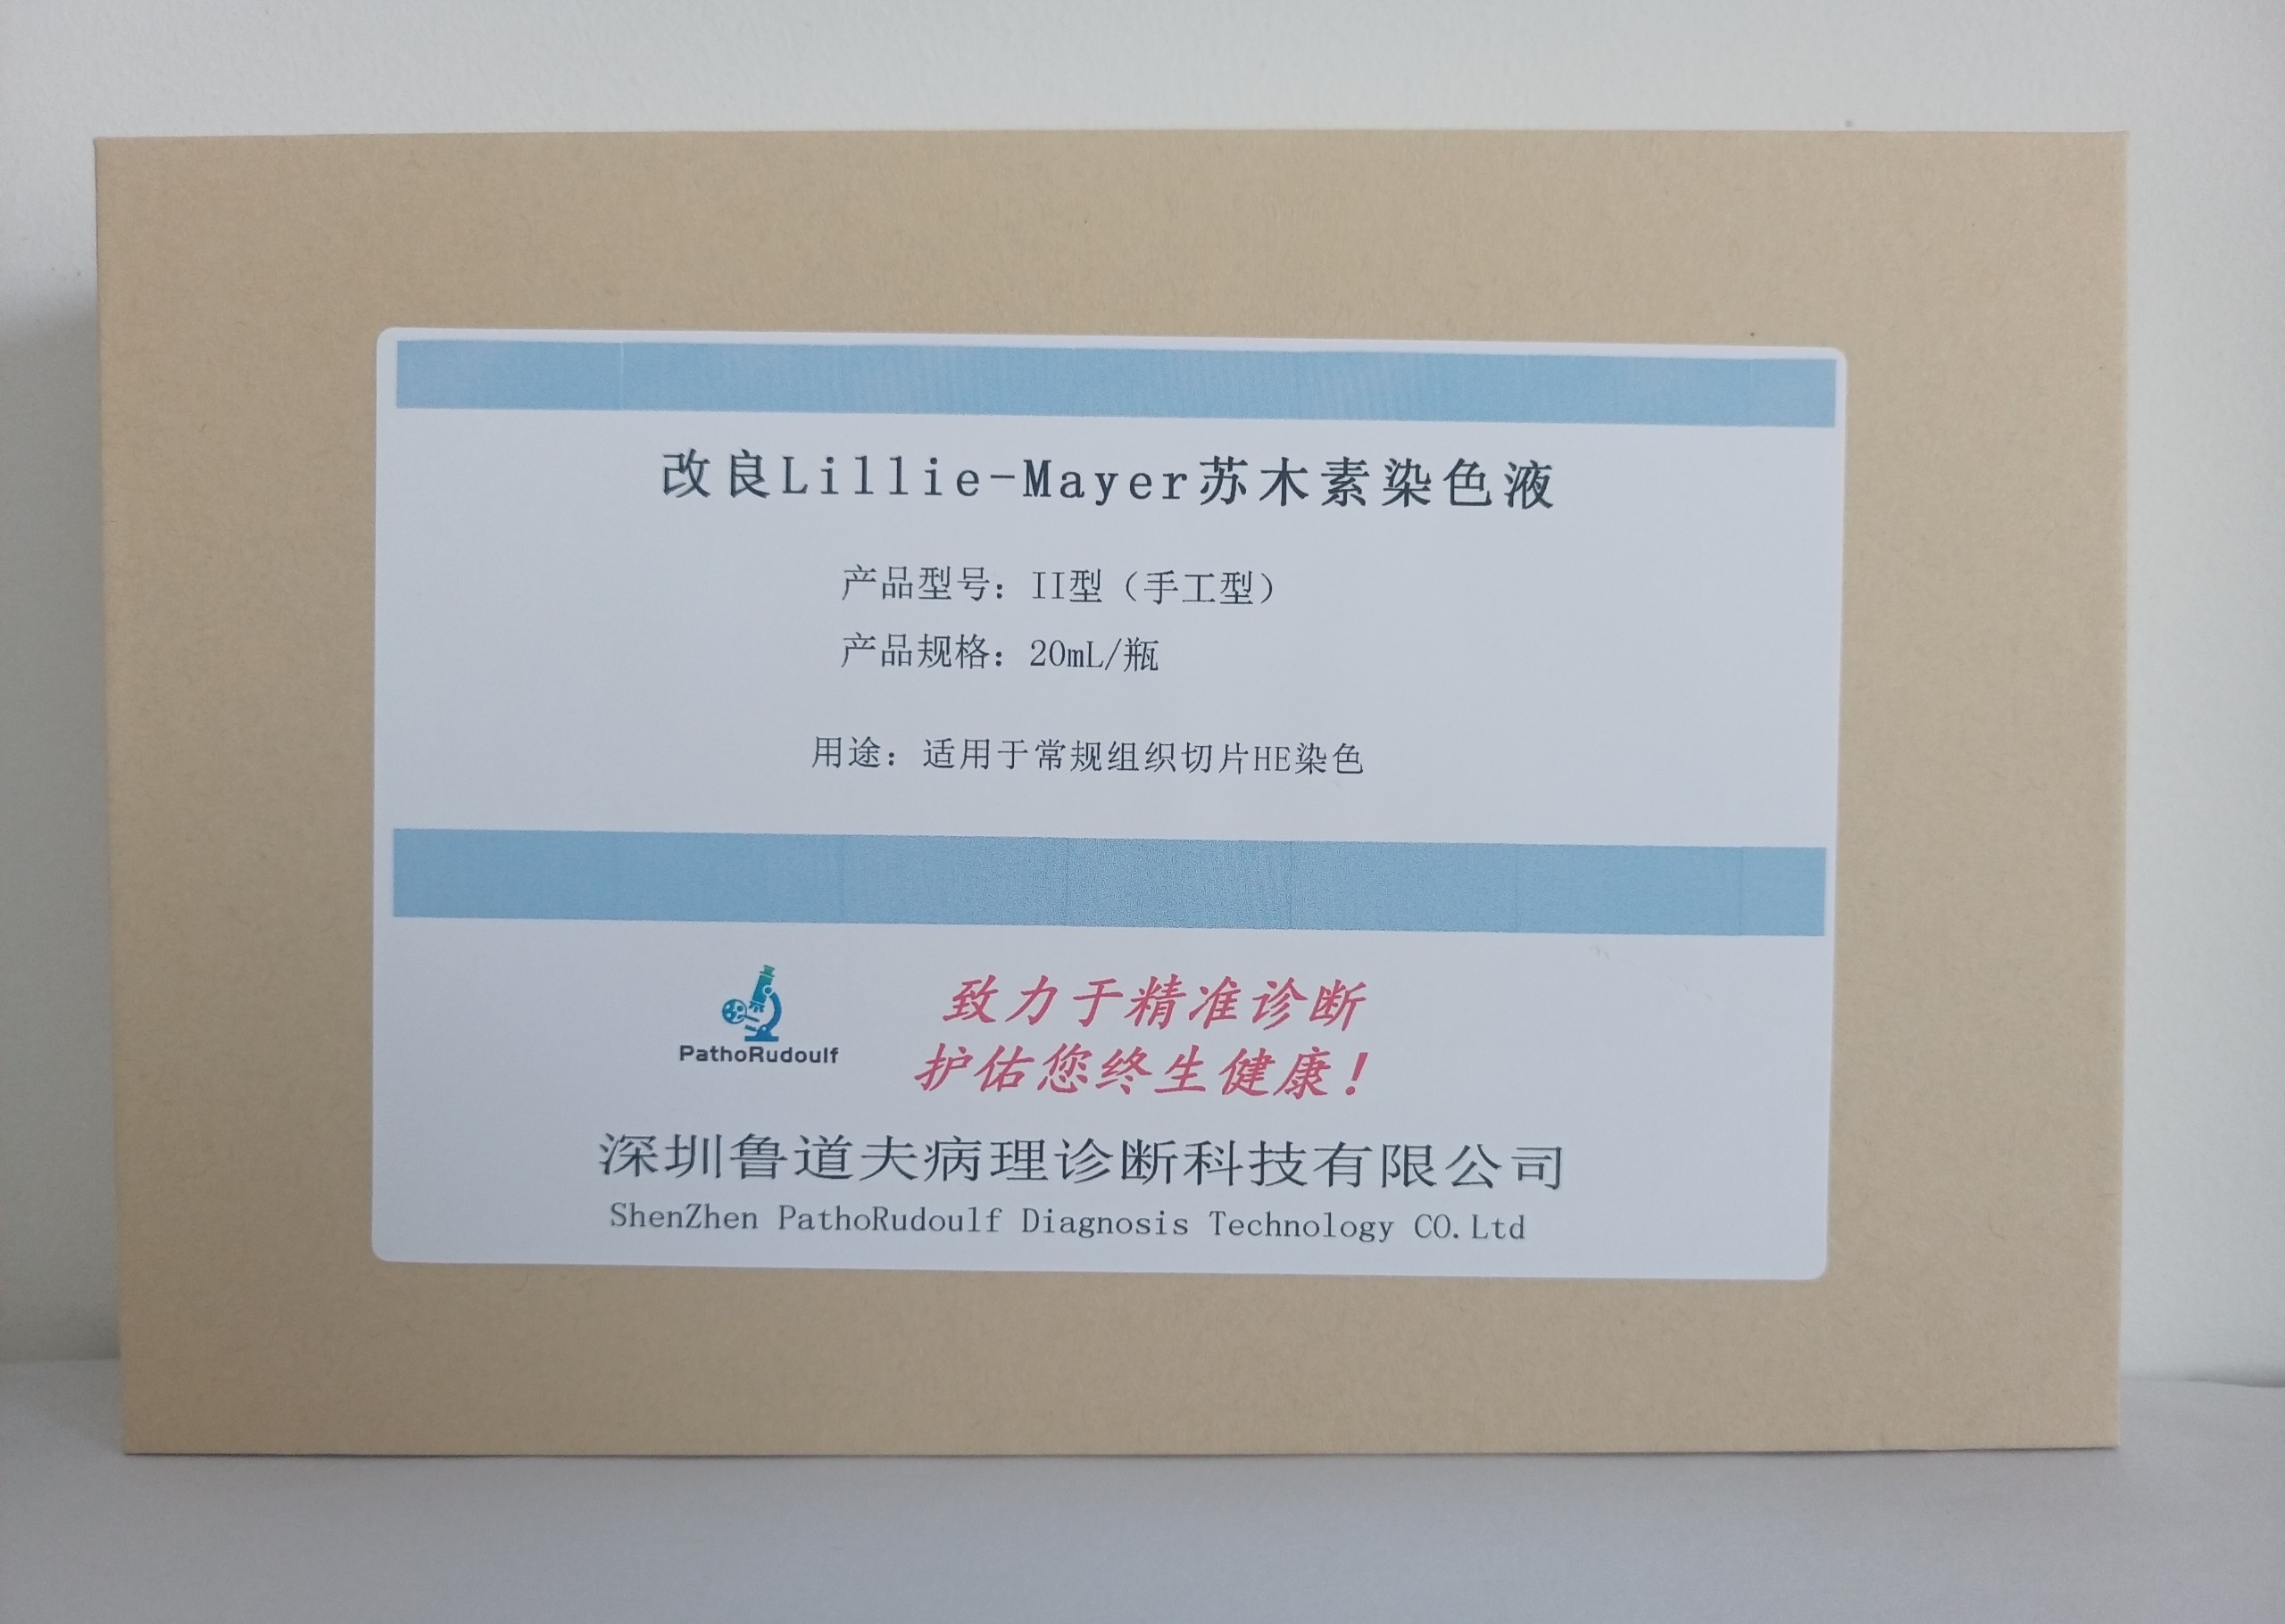 改良Lillie-Mayer苏木素染色液
产品型号：II型（手工型）
产品规格：20mL/瓶
用途：适用于常规组织切片HE染色
致力于精准诊断
护佑您终生健康！
PathoRudoulf
深圳鲁道夫病理诊断科技有限公司
ShenZhen PathoRudoulf Diagnosis Technology CO.Ltd